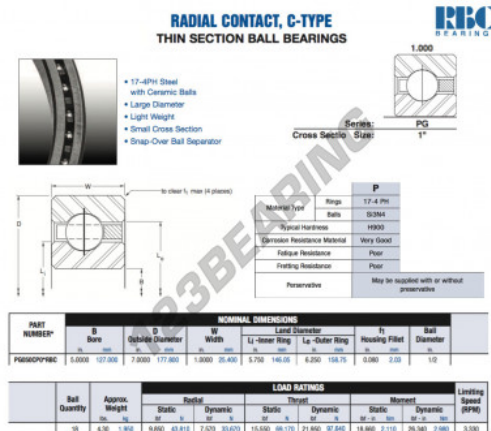 RADIAL CONTACT, C-TYPE
THIN SECTION BALL BEARINGS
RBC
BEARINGS
• 17-4PH Steel
with Ceramic Balls
• Large Diameter
• Light Weight
• Small Cross Section
• Snap-Over Ball Separator
1.000
Series: PG
Cross Sectio Size: 1"
W
to clear f₁ max (4 places)
D
B
P
Material Type Rings 17-4 PH
Balls Si3N4
Typical Hardness H900
Corrosion Resistance Material Very Good
Fatique Resistance Poor
Fretting Resistance Poor
Perservative May be supplied with or without
preservative
123BEARING
NOMINAL DIMENSIONS
PART NUMBER* B Bore D Outside Diameter W Width Land Diameter f₁ Housing Fillet Ball Diameter
L₁ -Inner Ring -Outer Ring
in. mm in. mm in. mm in. mm in. mm in. mm in.
PG050CP0*RBC 5.0000 127.000 7.0000 177.800 1.0000 25.400 5.750 146.05 6.250 158.75 0.080 2.03 1/2
LOAD RATINGS
Ball Quantity Approx. Weight Radial Thrust Moment Limiting Speed (RPM)
Static Dynamic Static Dynamic Static Dynamic
18 4.30 1.950 9,850 43,810 7,570 33,670 15,550 69,170 21,950 97,640 18,660 2,110 26,340 2,980 3,330